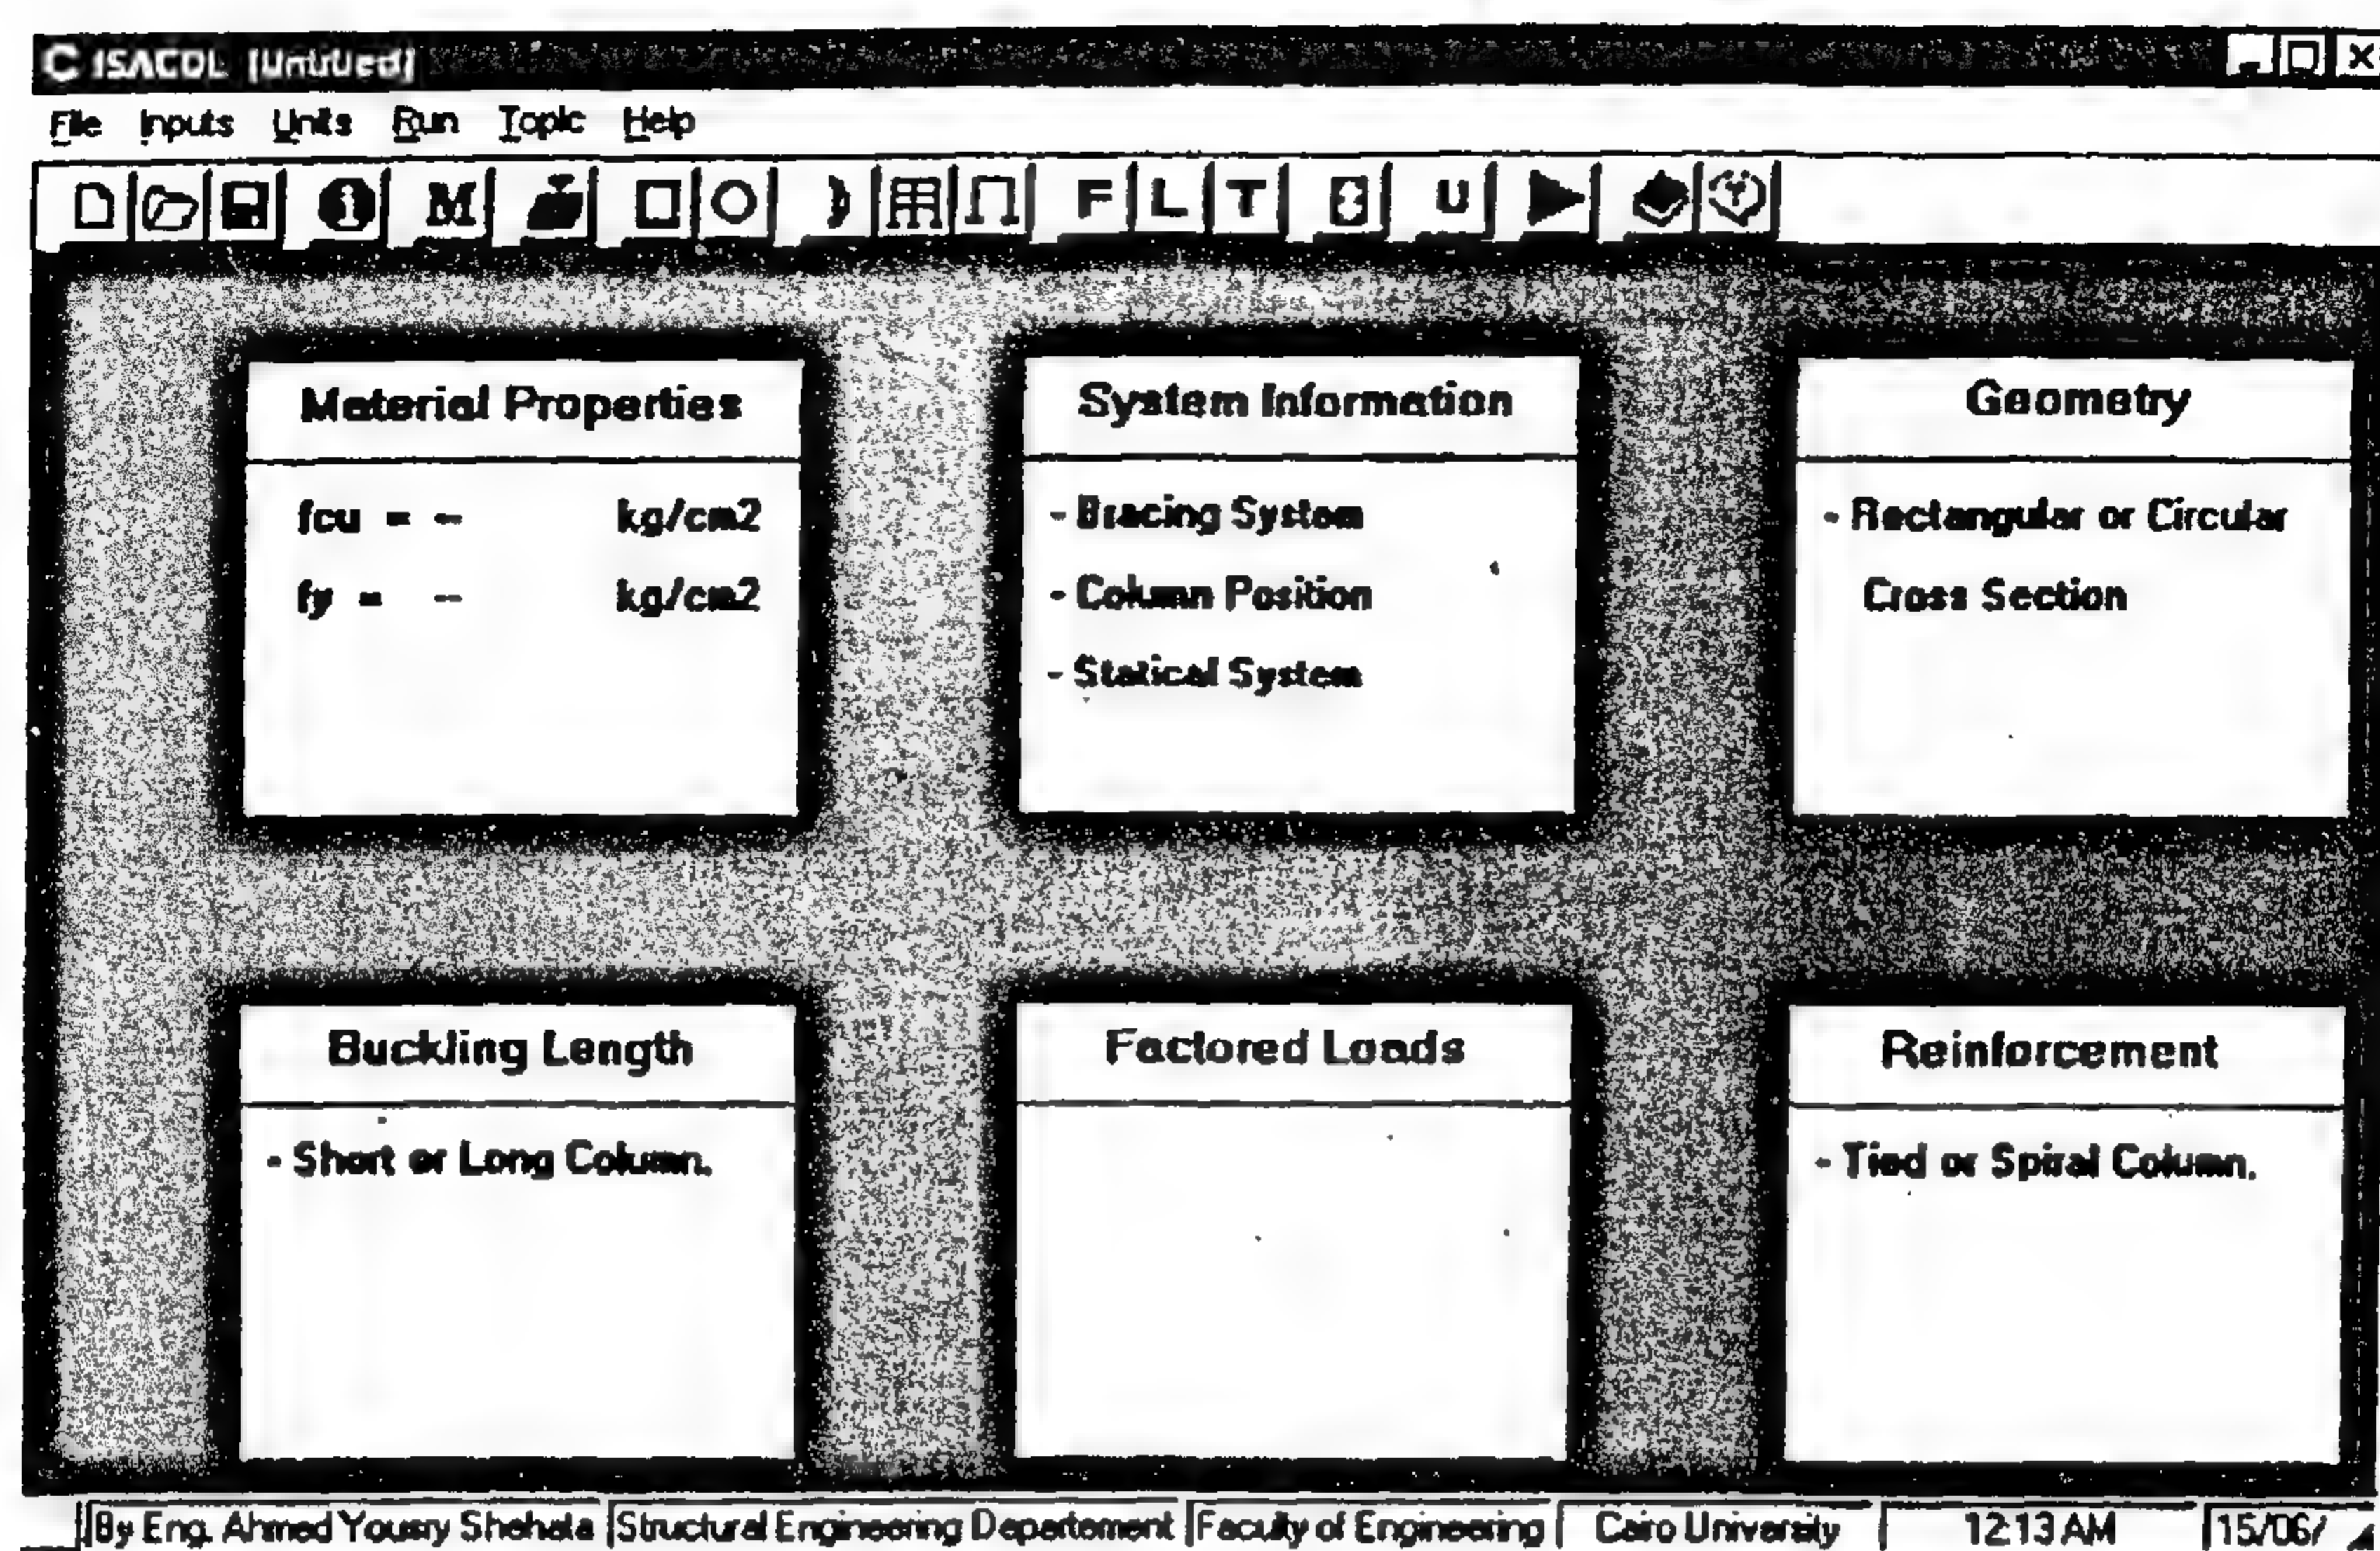 C ISACOL [Untitled]
File Inputs Units Run Topic Help
M F L T U
Material Properties
fcu = -- kg/cm2
fy = -- kg/cm2
System Information
- Bracing System
- Column Position
- Statical System
Geometry
- Rectangular or Circular
Cross Section
Buckling Length
- Short or Long Column.
Factored Loads
Reinforcement
- Tied or Spiral Column.
By Eng. Ahmed Yousry Shehata Structural Engineering Departement Faculty of Engineering Cairo University 12:13 AM 15/06/